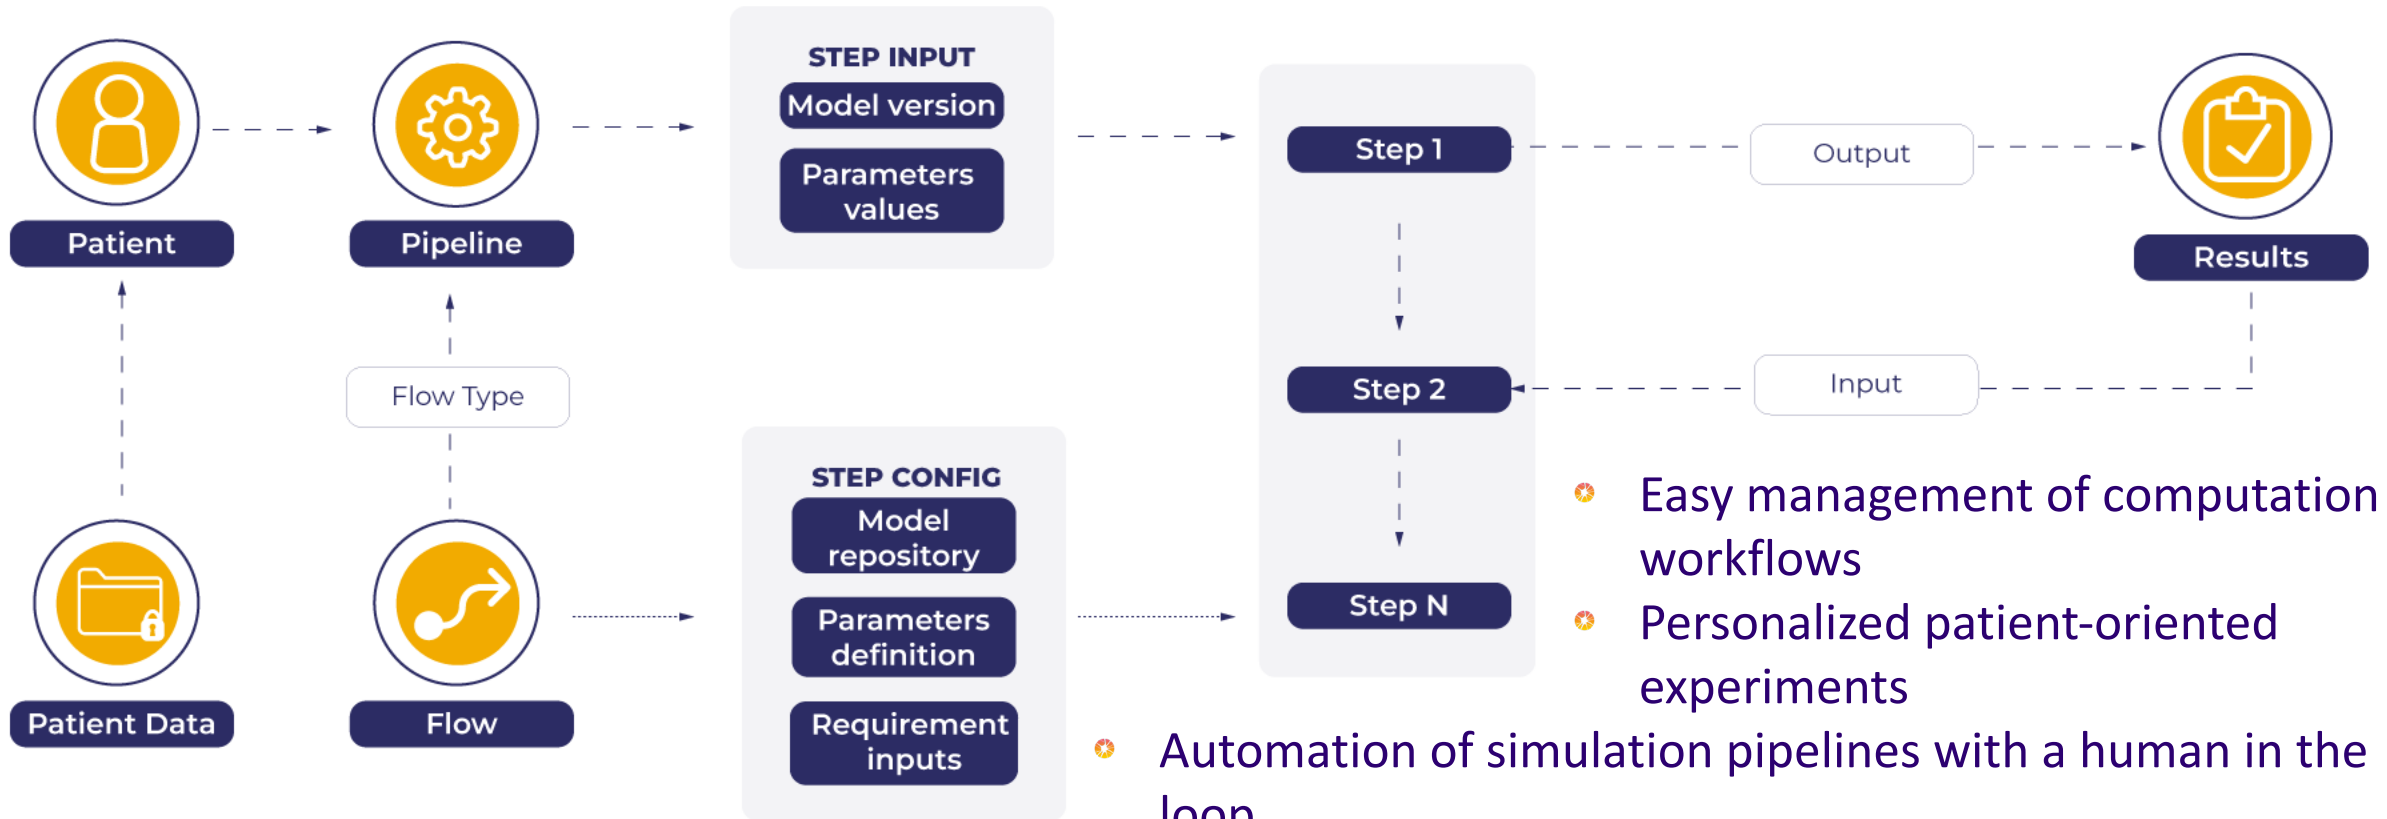 STEP INPUT
Model version
Parameters
values
Patient
Pipeline
Step 1
Output
Results
Flow Type
Step 2
Input
STEP CONFIG
Model
repository
Parameters
definition
Requirement
inputs
Step N
Patient Data
Flow
Easy management of computation
workflows
Personalized patient-oriented
experiments
Automation of simulation pipelines with a human in the
loop